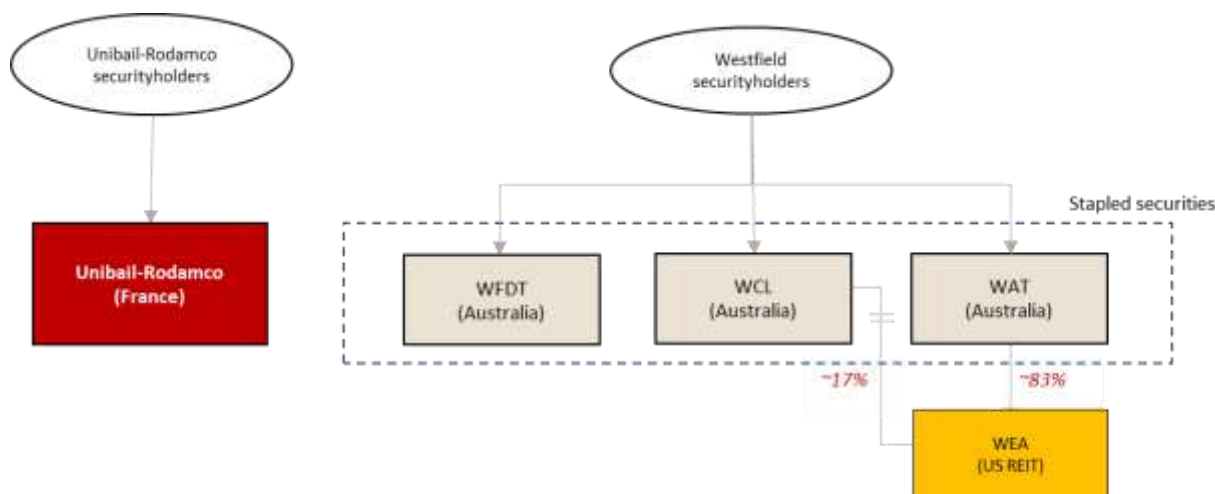 Unibail-Rodamco
securityholders
Westfield
securityholders
Stapled securities
Unibail-Rodamco
(France)
WFDT
(Australia)
WCL
(Australia)
WAT
(Australia)
~17%
~83%
WEA
(US REIT)